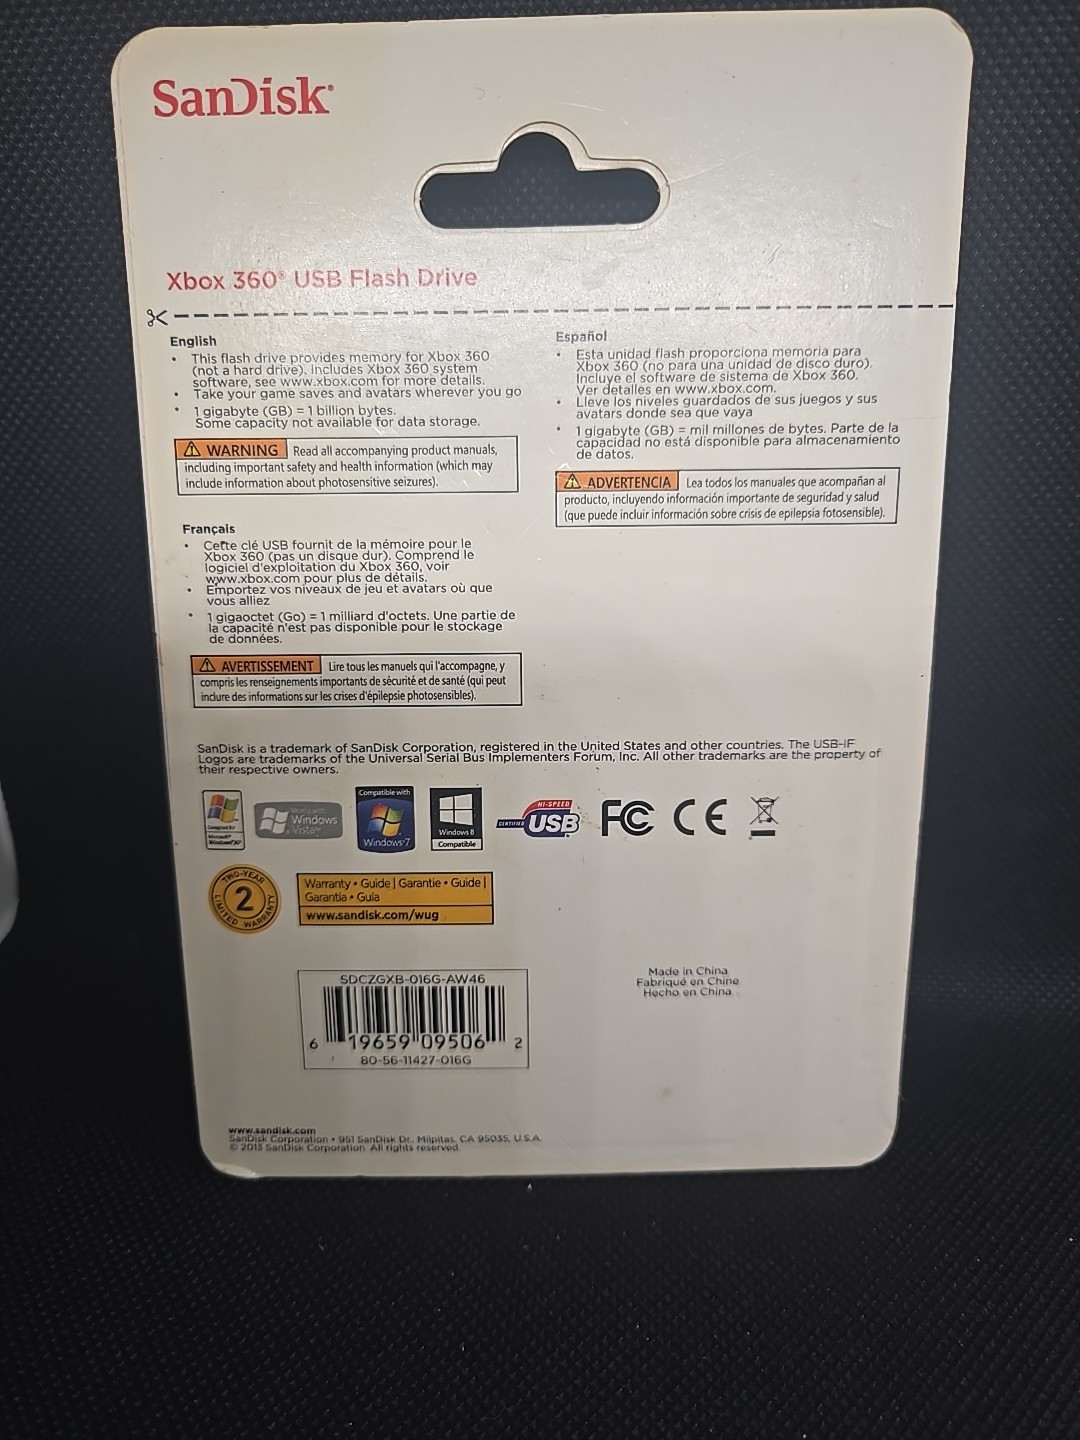 SanDisk®
Xbox 360® USB Flash Drive
English
• This flash drive provides memory for Xbox 360
(not a hard drive). Includes Xbox 360 system
software, see www.xbox.com for more details.
• Take your game saves and avatars wherever you go
• 1 gigabyte (GB) = 1 billion bytes.
Some capacity not available for data storage.
WARNING Read all accompanying product manuals,
including important safety and health information (which may
include information about photosensitive seizures).
Español
• Esta unidad flash proporciona memoria para
Xbox 360 (no para una unidad de disco duro).
Incluye el software de sistema de Xbox 360.
Ver detalles en www.xbox.com.
• Lleve los niveles guardados de sus juegos y sus
avatars donde sea que vaya
• 1 gigabyte (GB) = mil millones de bytes. Parte de la
capacidad no está disponible para almacenamiento
de datos.
ADVERTENCIA Lea todos los manuales que acompañan al
producto, incluyendo información importante de seguridad y salud
(que puede incluir información sobre crisis de epilepsia fotosensible).
Français
• Cette clé USB fournit de la mémoire pour le
Xbox 360 (pas un disque dur). Comprend le
logiciel d'exploitation du Xbox 360, voir
www.xbox.com pour plus de détails.
• Emportez vos niveaux de jeu et avatars où que
vous alliez
• 1 gigaoctet (Go) = 1 milliard d'octets. Une partie de
la capacité n'est pas disponible pour le stockage
de données.
AVERTISSEMENT Lire tous les manuels qui l'accompagne, y
compris les renseignements importants de sécurité et de santé (qui peut
inclure des informations sur les crises d'épilepsie photosensibles).
SanDisk is a trademark of SanDisk Corporation, registered in the United States and other countries. The USB-IF
Logos are trademarks of the Universal Serial Bus Implementers Forum, Inc. All other trademarks are the property of
their respective owners.
Designed for
Microsoft
Windows XP
Works with
Windows
Vista™
Compatible with
Windows 7
Windows 8
Compatible
HI-SPEED
CERTIFIED USB
FC CE
TWO-YEAR
2
LIMITED WARRANTY
Warranty • Guide | Garantie • Guide |
Garantía • Guía
www.sandisk.com/wug
SDCZGXB-016G-AW46
6 19659 09506 2
80-56-11427-016G
Made in China
Fabriqué en Chine
Hecho en China
www.sandisk.com
SanDisk Corporation • 951 SanDisk Dr., Milpitas, CA 95035, U.S.A.
© 2013 SanDisk Corporation. All rights reserved.